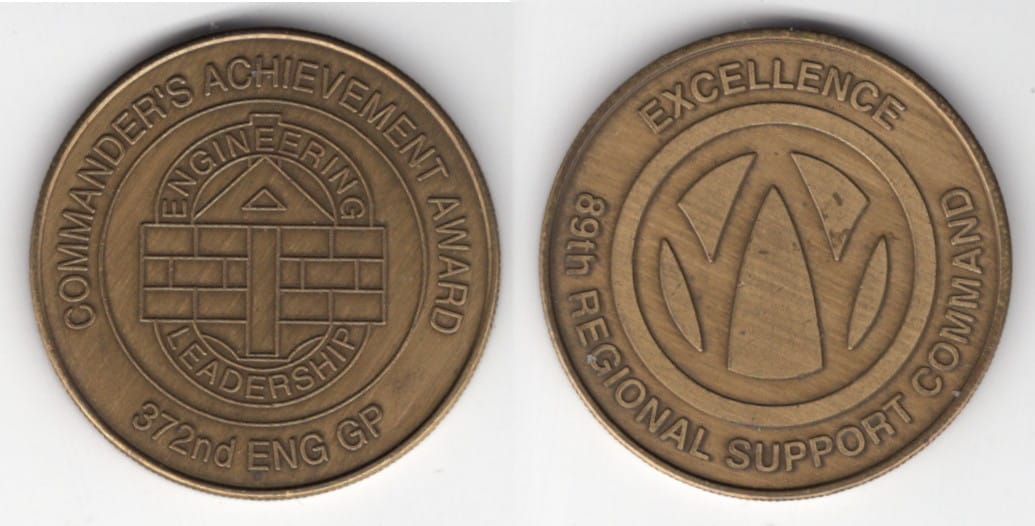 COMMANDER'S ACHIEVEMENT AWARD
ENGINEERING
LEADERSHIP
372nd ENG GP
EXCELLENCE
89th REGIONAL SUPPORT COMMAND